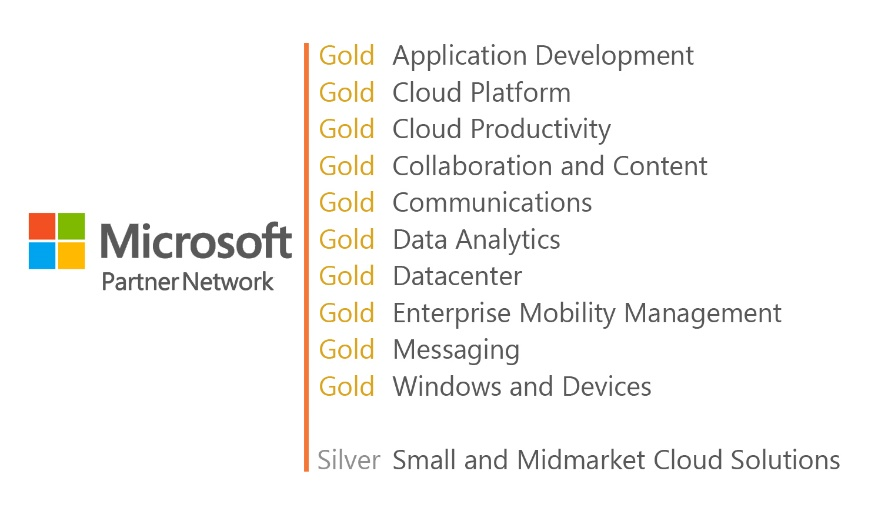 Microsoft
Partner Network
Gold Application Development
Gold Cloud Platform
Gold Cloud Productivity
Gold Collaboration and Content
Gold Communications
Gold Data Analytics
Gold Datacenter
Gold Enterprise Mobility Management
Gold Messaging
Gold Windows and Devices
Silver Small and Midmarket Cloud Solutions